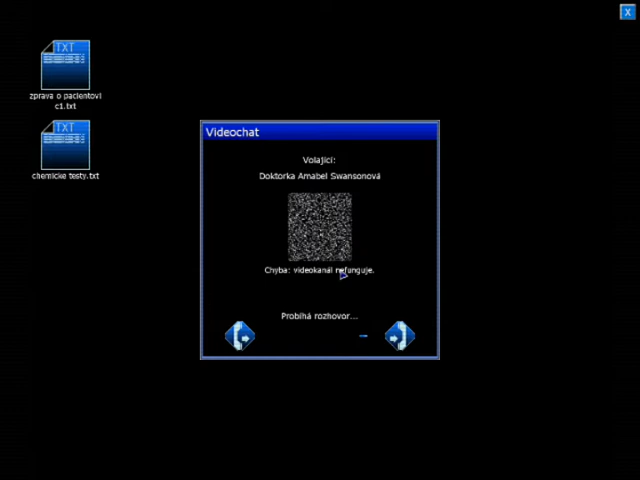 X
TXT
zprava o pacientovi
c1.txt
TXT
chemicke testy.txt
Videochat
Volající:
Doktorka Amabel Swansonová
Chyba: videokanál nefunguje.
Probíhá rozhovor...